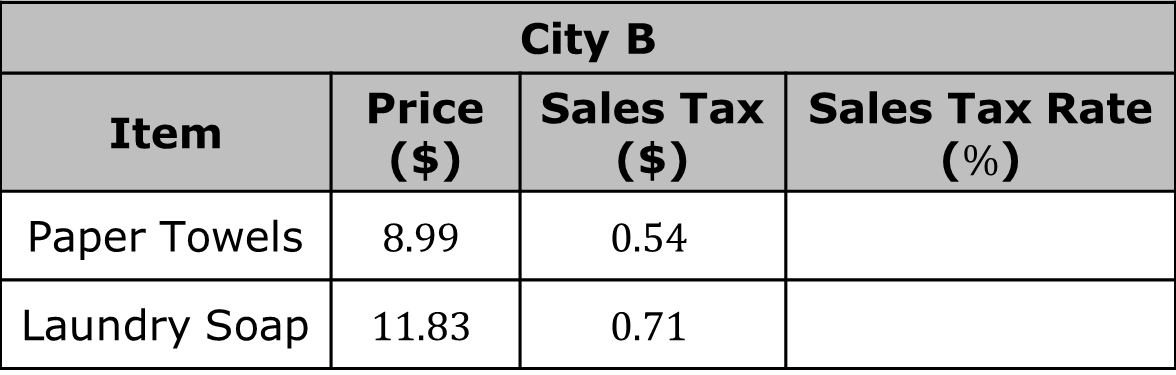 City B
Item
Price
($)
Sales Tax
($)
Sales Tax Rate
(%)
Paper Towels
8.99
0.54
Laundry Soap
11.83
0.71